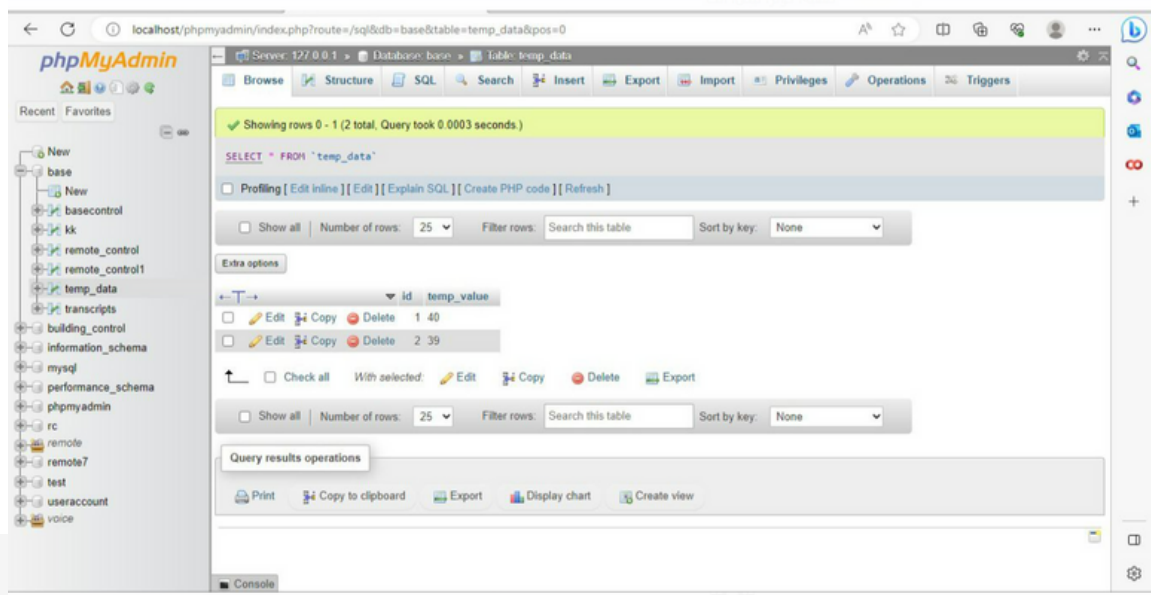 localhost/phpmyadmin/index.php?route=/sql&db=base&table=temp_data&pos=0
phpMyAdmin
Recent Favorites
New
base
New
basecontrol
kk
remote_control
remote_control1
temp_data
transcripts
building_control
information_schema
mysql
performance_schema
phpmyadmin
rc
remote
remote7
test
useraccount
voice
Server: 127.0.0.1 » Database: base » Table: temp_data
Browse Structure SQL Search Insert Export Import Privileges Operations Triggers
Showing rows 0 - 1 (2 total, Query took 0.0003 seconds.)
SELECT * FROM `temp_data`
Profiling [ Edit inline ] [ Edit ] [ Explain SQL ] [ Create PHP code ] [ Refresh ]
Show all | Number of rows: 25 Filter rows: Search this table Sort by key: None
Extra options
id temp_value
Edit Copy Delete 1 40
Edit Copy Delete 2 39
Check all With selected: Edit Copy Delete Export
Show all | Number of rows: 25 Filter rows: Search this table Sort by key: None
Query results operations
Print Copy to clipboard Export Display chart Create view
Console